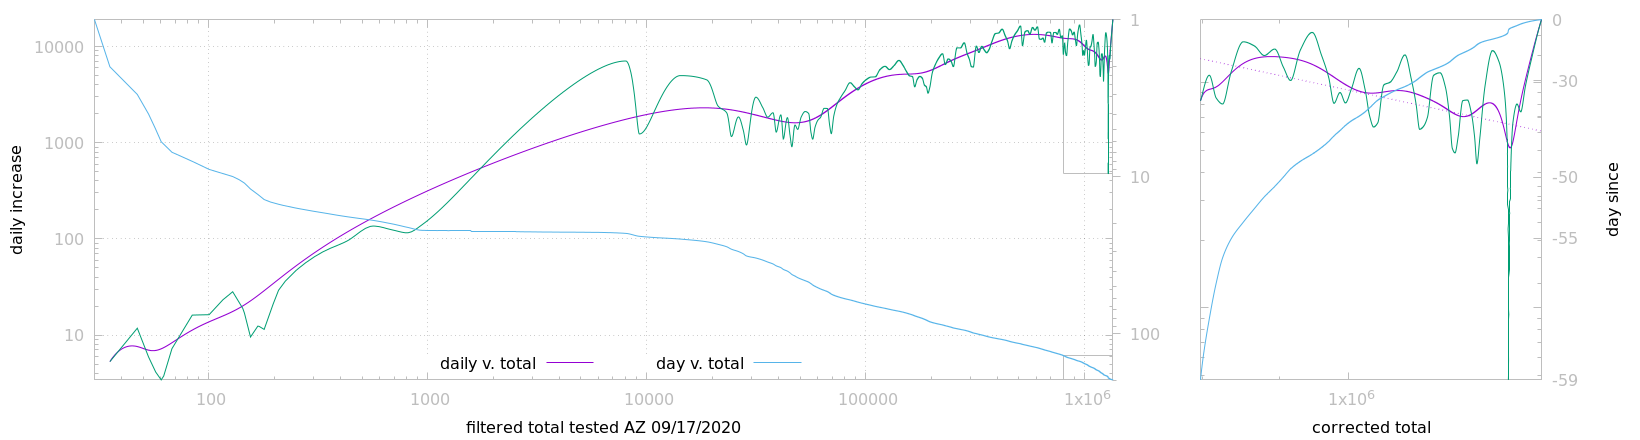 10000
1000
100
10
daily increase
100
1000
10000
100000
1x10^6
1
10
100
daily v. total
day v. total
filtered total tested AZ 09/17/2020
0
-30
-50
-55
-59
day since
1x10^6
corrected total